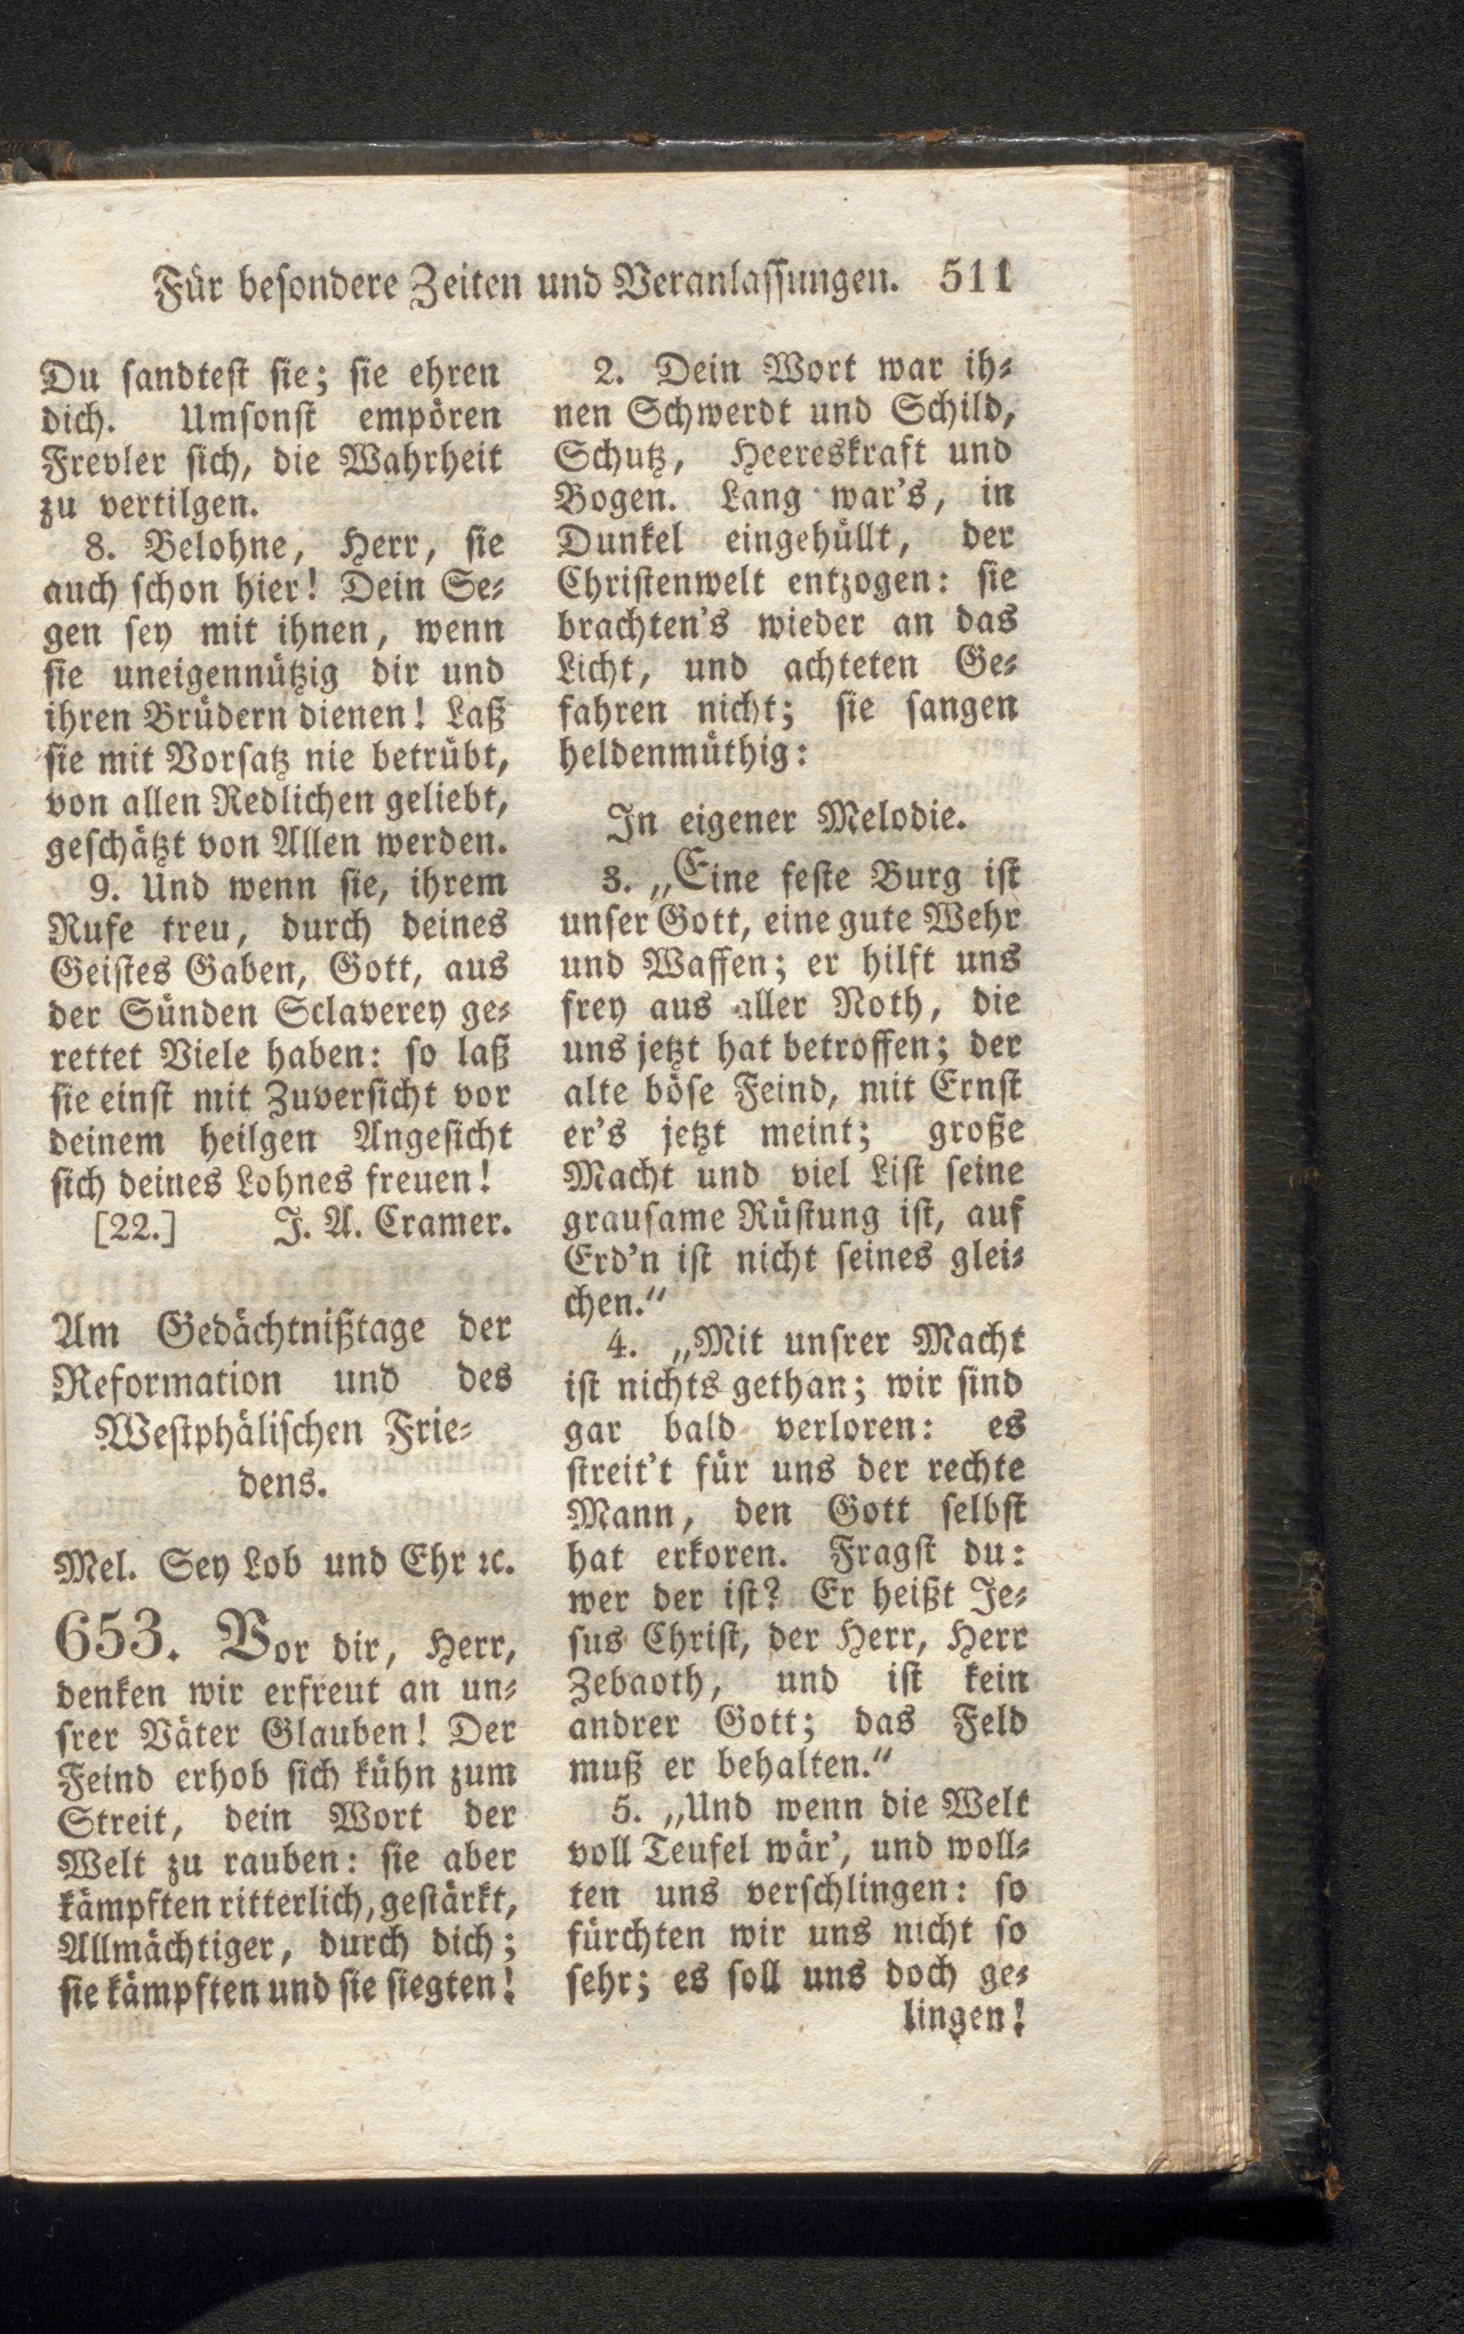 Für besondere Zeiten und Veranlassungen. 511
Du sandtest sie; sie ehren
dich. Umsonst empören
Frevler sich, die Wahrheit
zu vertilgen.
8. Belohne, Herr, sie
auch schon hier! Dein Se-
gen sey mit ihnen, wenn
sie uneigennützig dir und
ihren Brüdern dienen! Laß
sie mit Vorsatz nie betrübt,
von allen Redlichen geliebt,
geschätzt von Allen werden.
9. Und wenn sie, ihrem
Rufe treu, durch deines
Geistes Gaben, Gott, aus
der Sünden Sclaverey ge-
rettet Viele haben: so laß
sie einst mit Zuversicht vor
deinem heilgen Angesicht
sich deines Lohnes freuen!
[22.] J. A. Cramer.
Am Gedächtnißtage der
Reformation und des
Westphälischen Frie-
dens.
Mel. Sey Lob und Ehr ꝛc.
653. Vor dir, Herr,
denken wir erfreut an un-
srer Väter Glauben! Der
Feind erhob sich kühn zum
Streit, dein Wort der
Welt zu rauben: sie aber
kämpften ritterlich, gestärkt,
Allmächtiger, durch dich;
sie kämpften und sie siegten!
2. Dein Wort war ih-
nen Schwerdt und Schild,
Schutz, Heereskraft und
Bogen. Lang war's, in
Dunkel eingehüllt, der
Christenwelt entzogen: sie
brachten's wieder an das
Licht, und achteten Ge-
fahren nicht; sie sangen
heldenmüthig:
In eigener Melodie.
3. „Eine feste Burg ist
unser Gott, eine gute Wehr
und Waffen; er hilft uns
frey aus aller Noth, die
uns jetzt hat betroffen; der
alte böse Feind, mit Ernst
er's jetzt meint; große
Macht und viel List seine
grausame Rüstung ist, auf
Erd'n ist nicht seines glei-
chen.“
4. „Mit unsrer Macht
ist nichts gethan; wir sind
gar bald verloren: es
streit't für uns der rechte
Mann, den Gott selbst
hat erkoren. Fragst du:
wer der ist? Er heißt Je-
sus Christ, der Herr, Herr
Zebaoth, und ist kein
andrer Gott; das Feld
muß er behalten.“
5. „Und wenn die Welt
voll Teufel wär', und woll-
ten uns verschlingen: so
fürchten wir uns nicht so
sehr; es soll uns doch ge-
lingen!